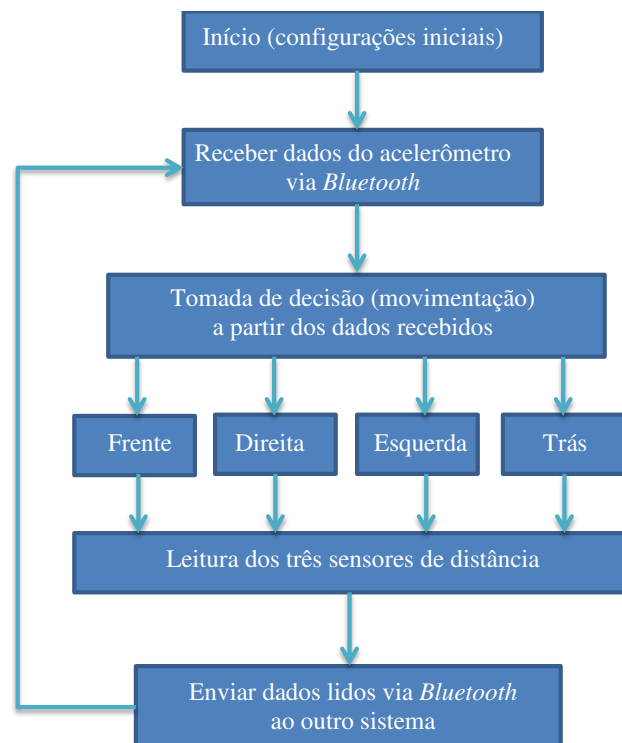 Início (configurações iniciais)
Receber dados do acelerômetro
via Bluetooth
Tomada de decisão (movimentação)
a partir dos dados recebidos
Frente
Direita
Esquerda
Trás
Leitura dos três sensores de distância
Enviar dados lidos via Bluetooth
ao outro sistema